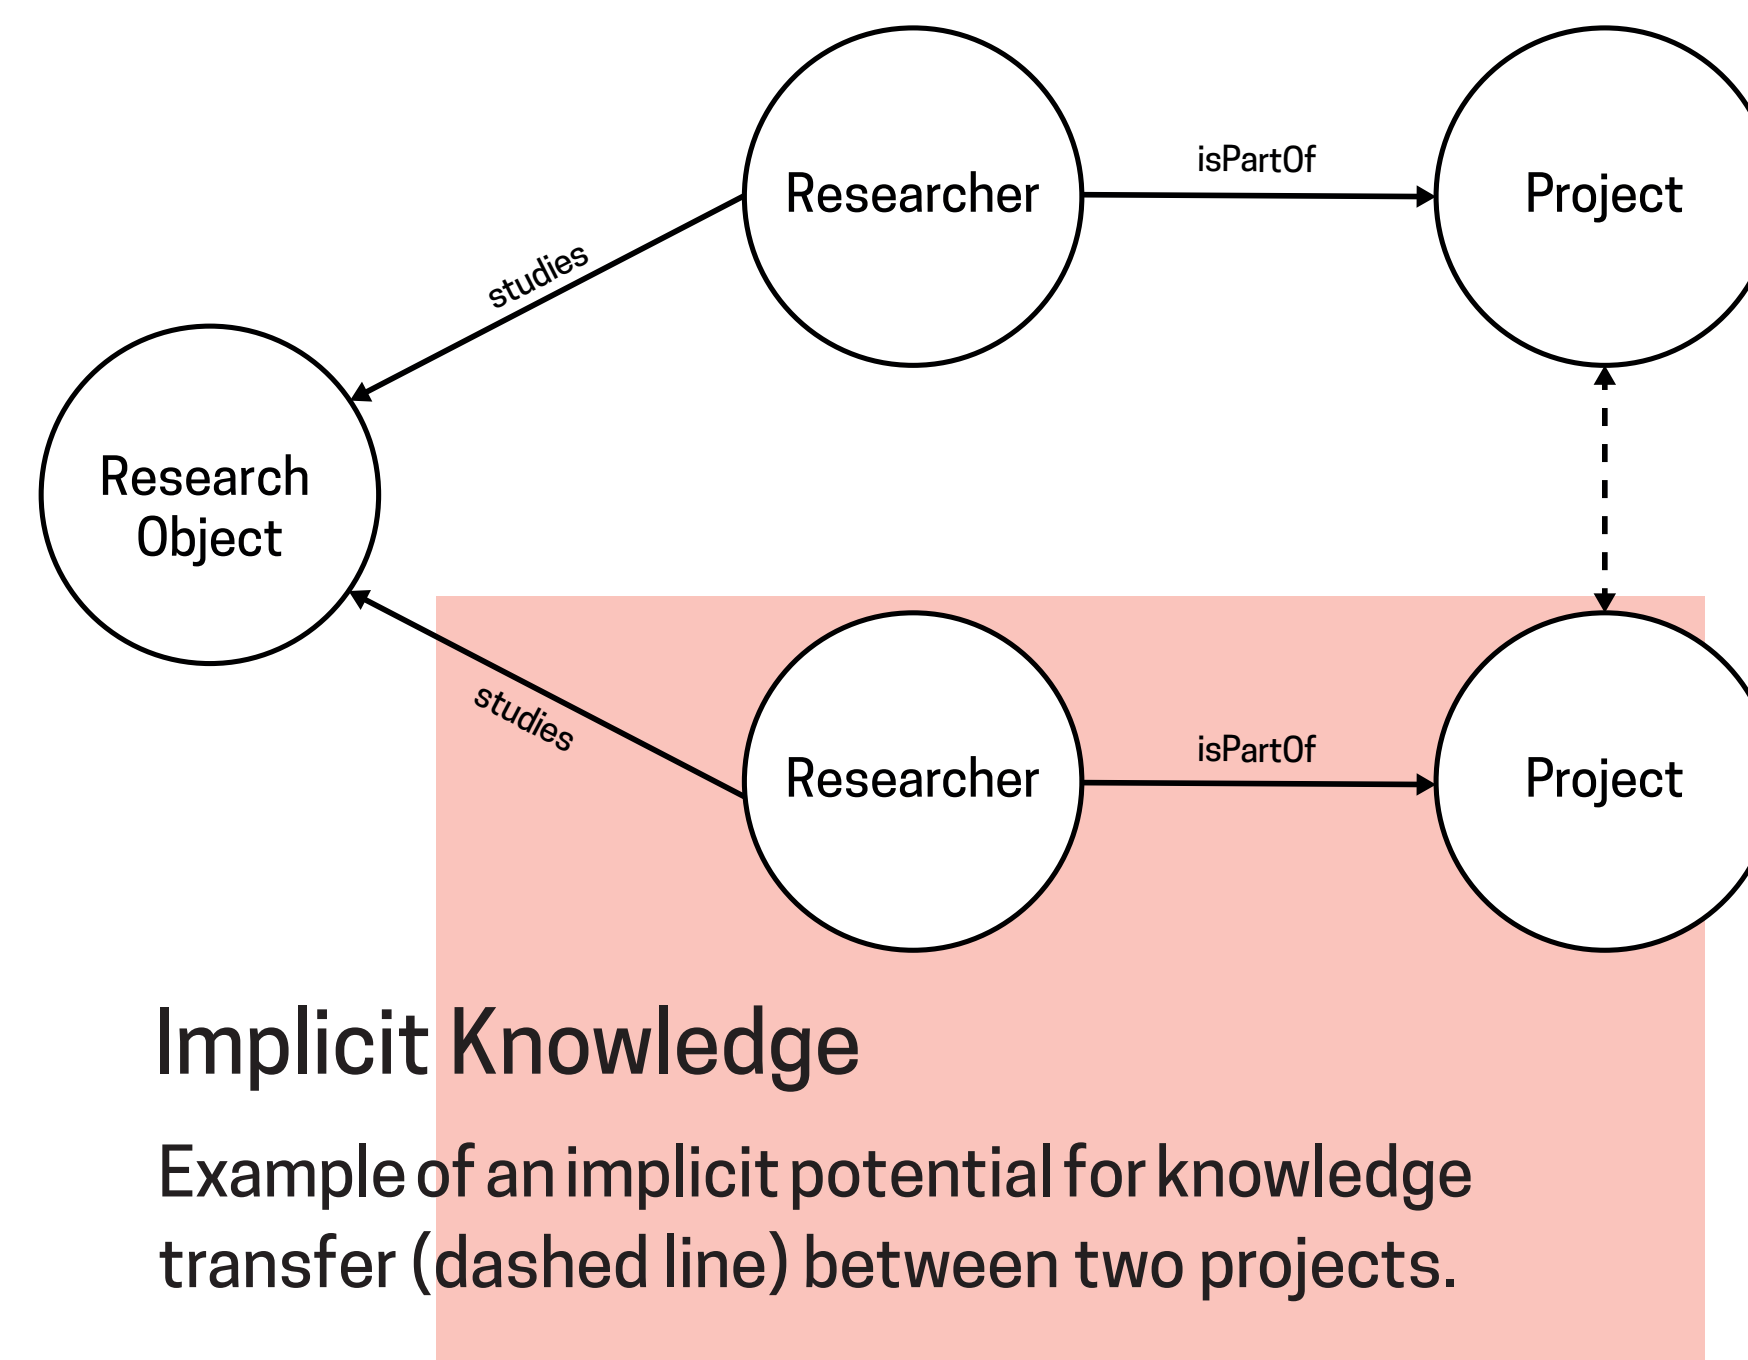 isPartOf
Researcher
Project
studies
Research
Object
studies
isPartOf
Researcher
Project
Implicit Knowledge
Example of an implicit potential for knowledge
transfer (dashed line) between two projects.